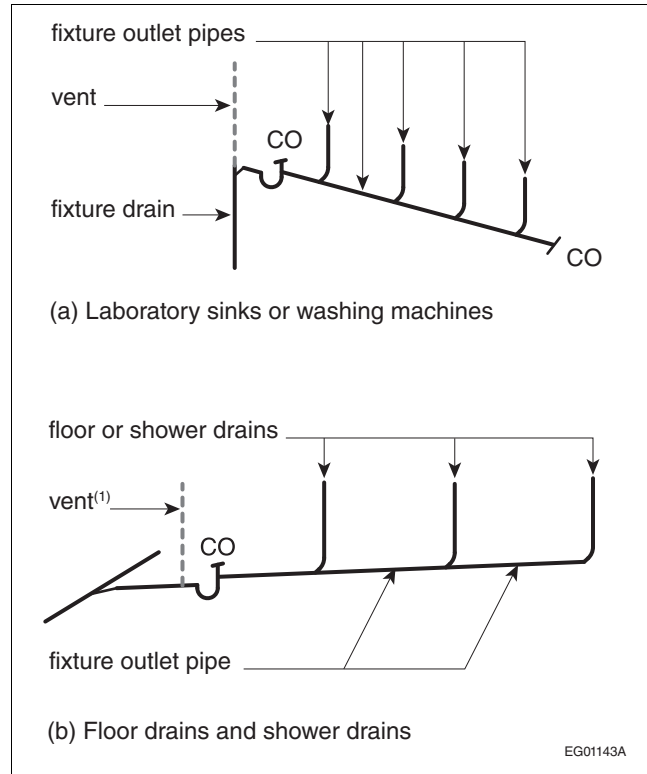 fixture outlet pipes
vent
CO
fixture drain
CO
(a) Laboratory sinks or washing machines
floor or shower drains
vent(1)
CO
fixture outlet pipe
(b) Floor drains and shower drains
EG01143A